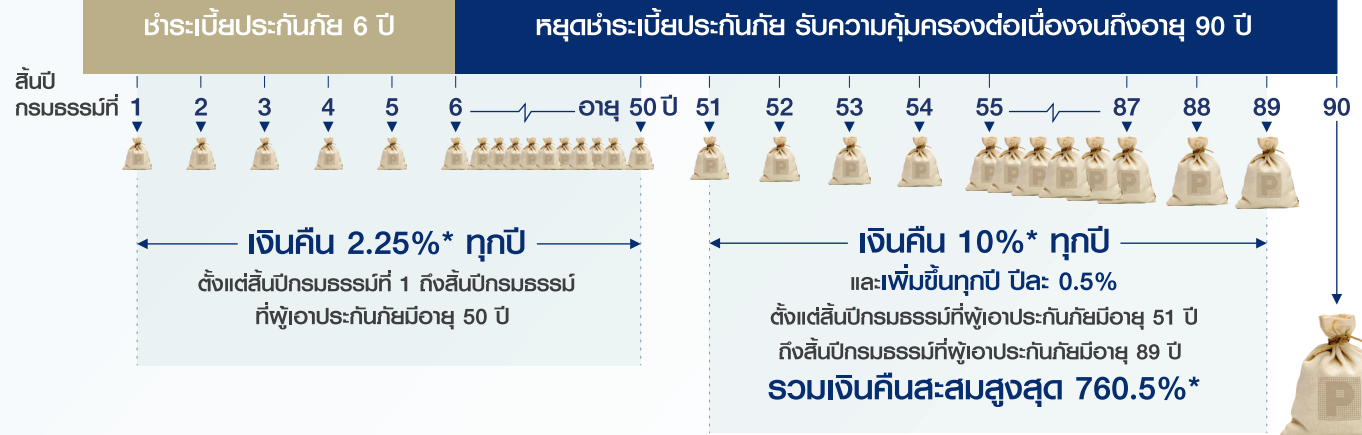 ชำระเบี้ยประกันภัย 6 ปี
หยุดชำระเบี้ยประกันภัย รับความคุ้มครองต่อเนื่องจนถึงอายุ 90 ปี
สิ้นปี
กรมธรรม์ที่ 1 2 3 4 5 6 อายุ 50 ปี 51 52 53 54 55 87 88 89 90
เงินคืน 2.25%* ทุกปี
ตั้งแต่สิ้นปีกรมธรรม์ที่ 1 ถึงสิ้นปีกรมธรรม์
ที่ผู้เอาประกันภัยมีอายุ 50 ปี
เงินคืน 10%* ทุกปี
และเพิ่มขึ้นทุกปี ปีละ 0.5%
ตั้งแต่สิ้นปีกรมธรรม์ที่ผู้เอาประกันภัยมีอายุ 51 ปี
ถึงสิ้นปีกรมธรรม์ที่ผู้เอาประกันภัยมีอายุ 89 ปี
รวมเงินคืนสะสมสูงสุด 760.5%*